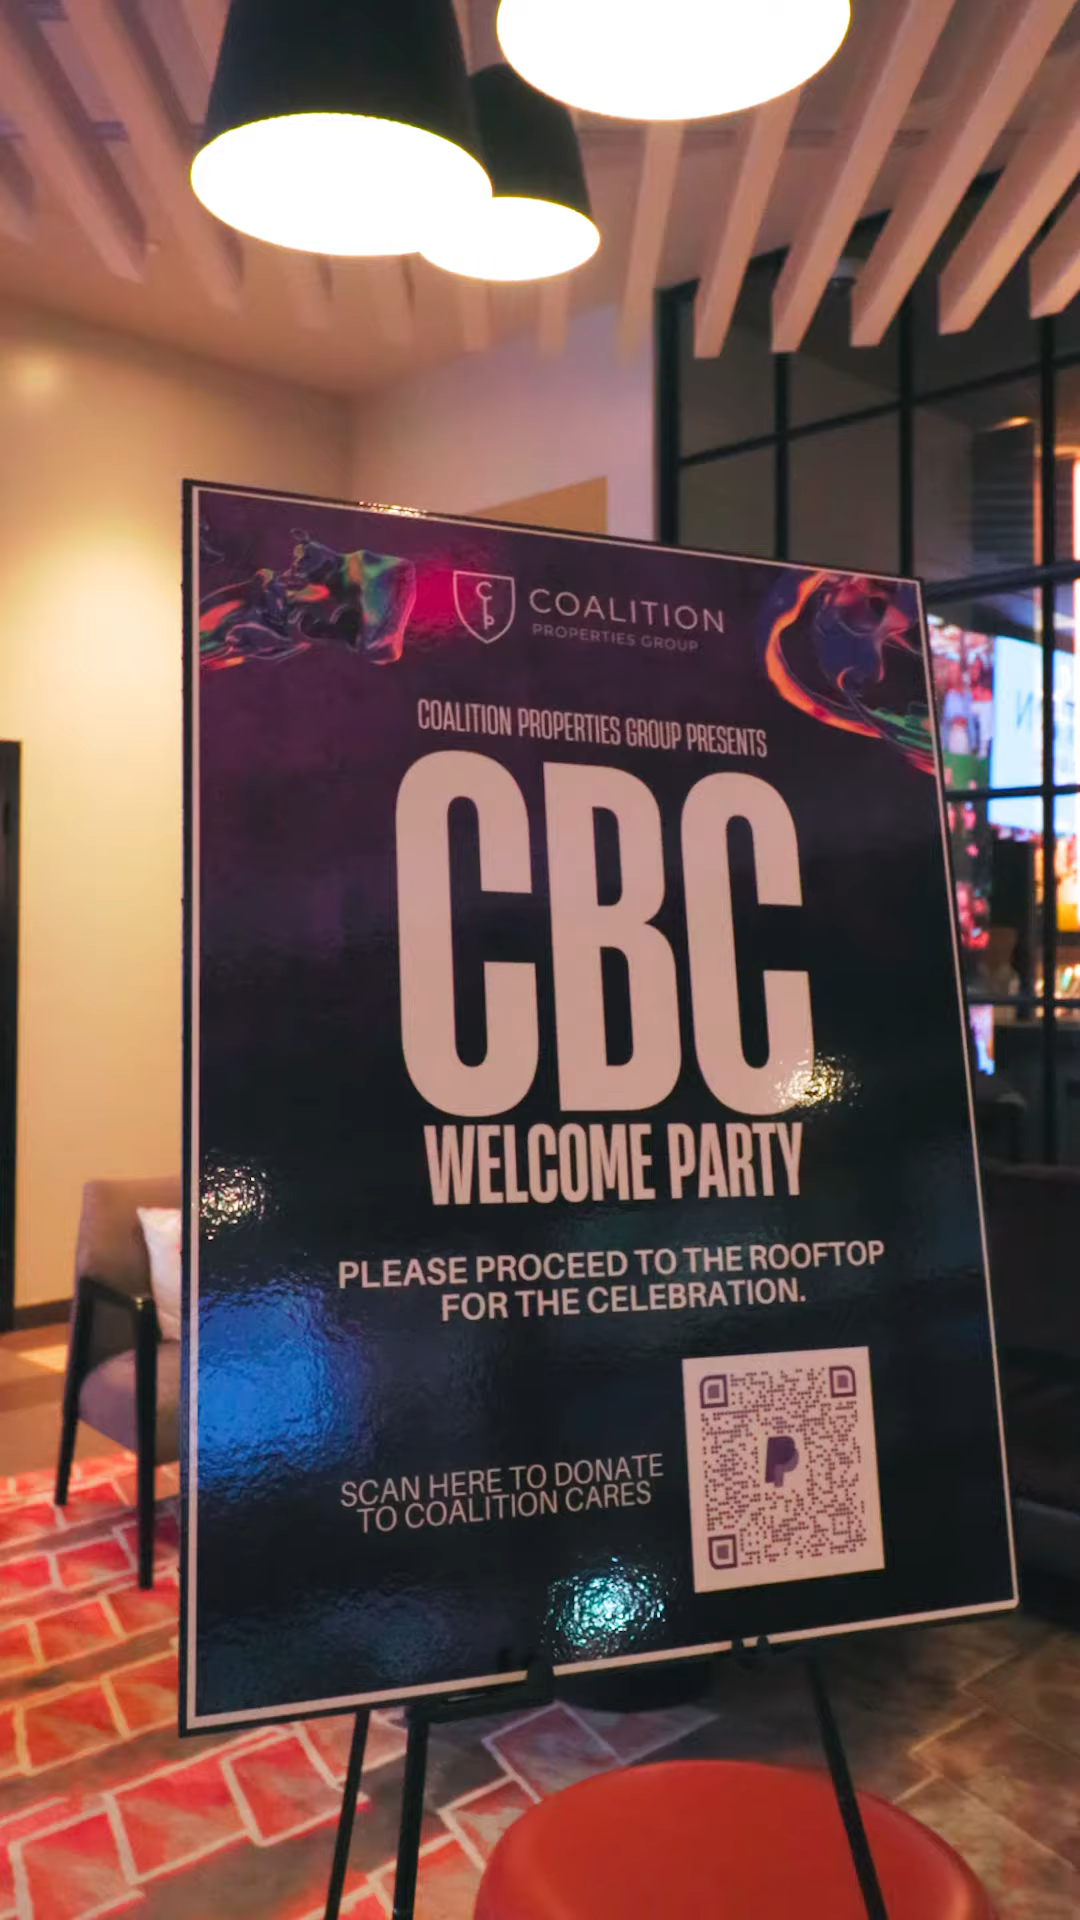 CPG
COALITION
PROPERTIES GROUP
COALITION PROPERTIES GROUP PRESENTS
CBC
WELCOME PARTY
PLEASE PROCEED TO THE ROOFTOP
FOR THE CELEBRATION.
SCAN HERE TO DONATE
TO COALITION CARES